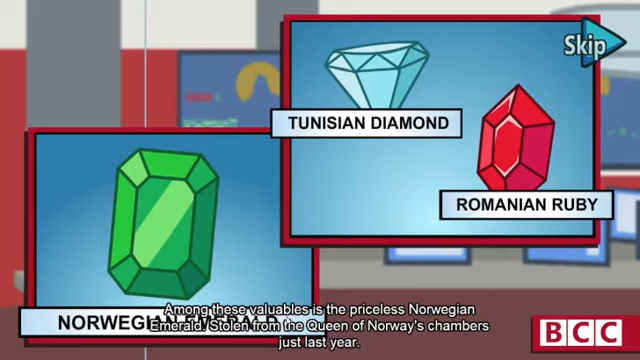 Skip
TUNISIAN DIAMOND
ROMANIAN RUBY
NORWEGIAN EMERALD
Among these valuables is the priceless Norwegian
Emerald. Stolen from the Queen of Norway's chambers
just last year.
BCC